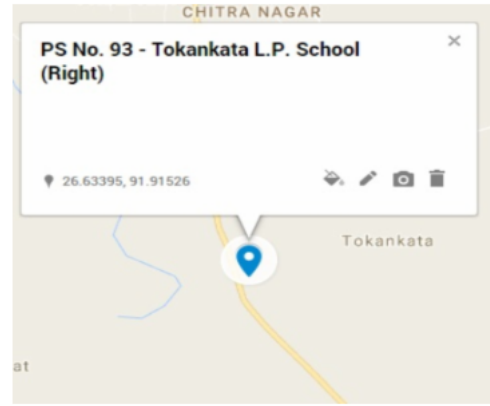 CHITRA NAGAR
PS No. 93 - Tokankata L.P. School
(Right)
26.63395, 91.91526
Tokankata
at